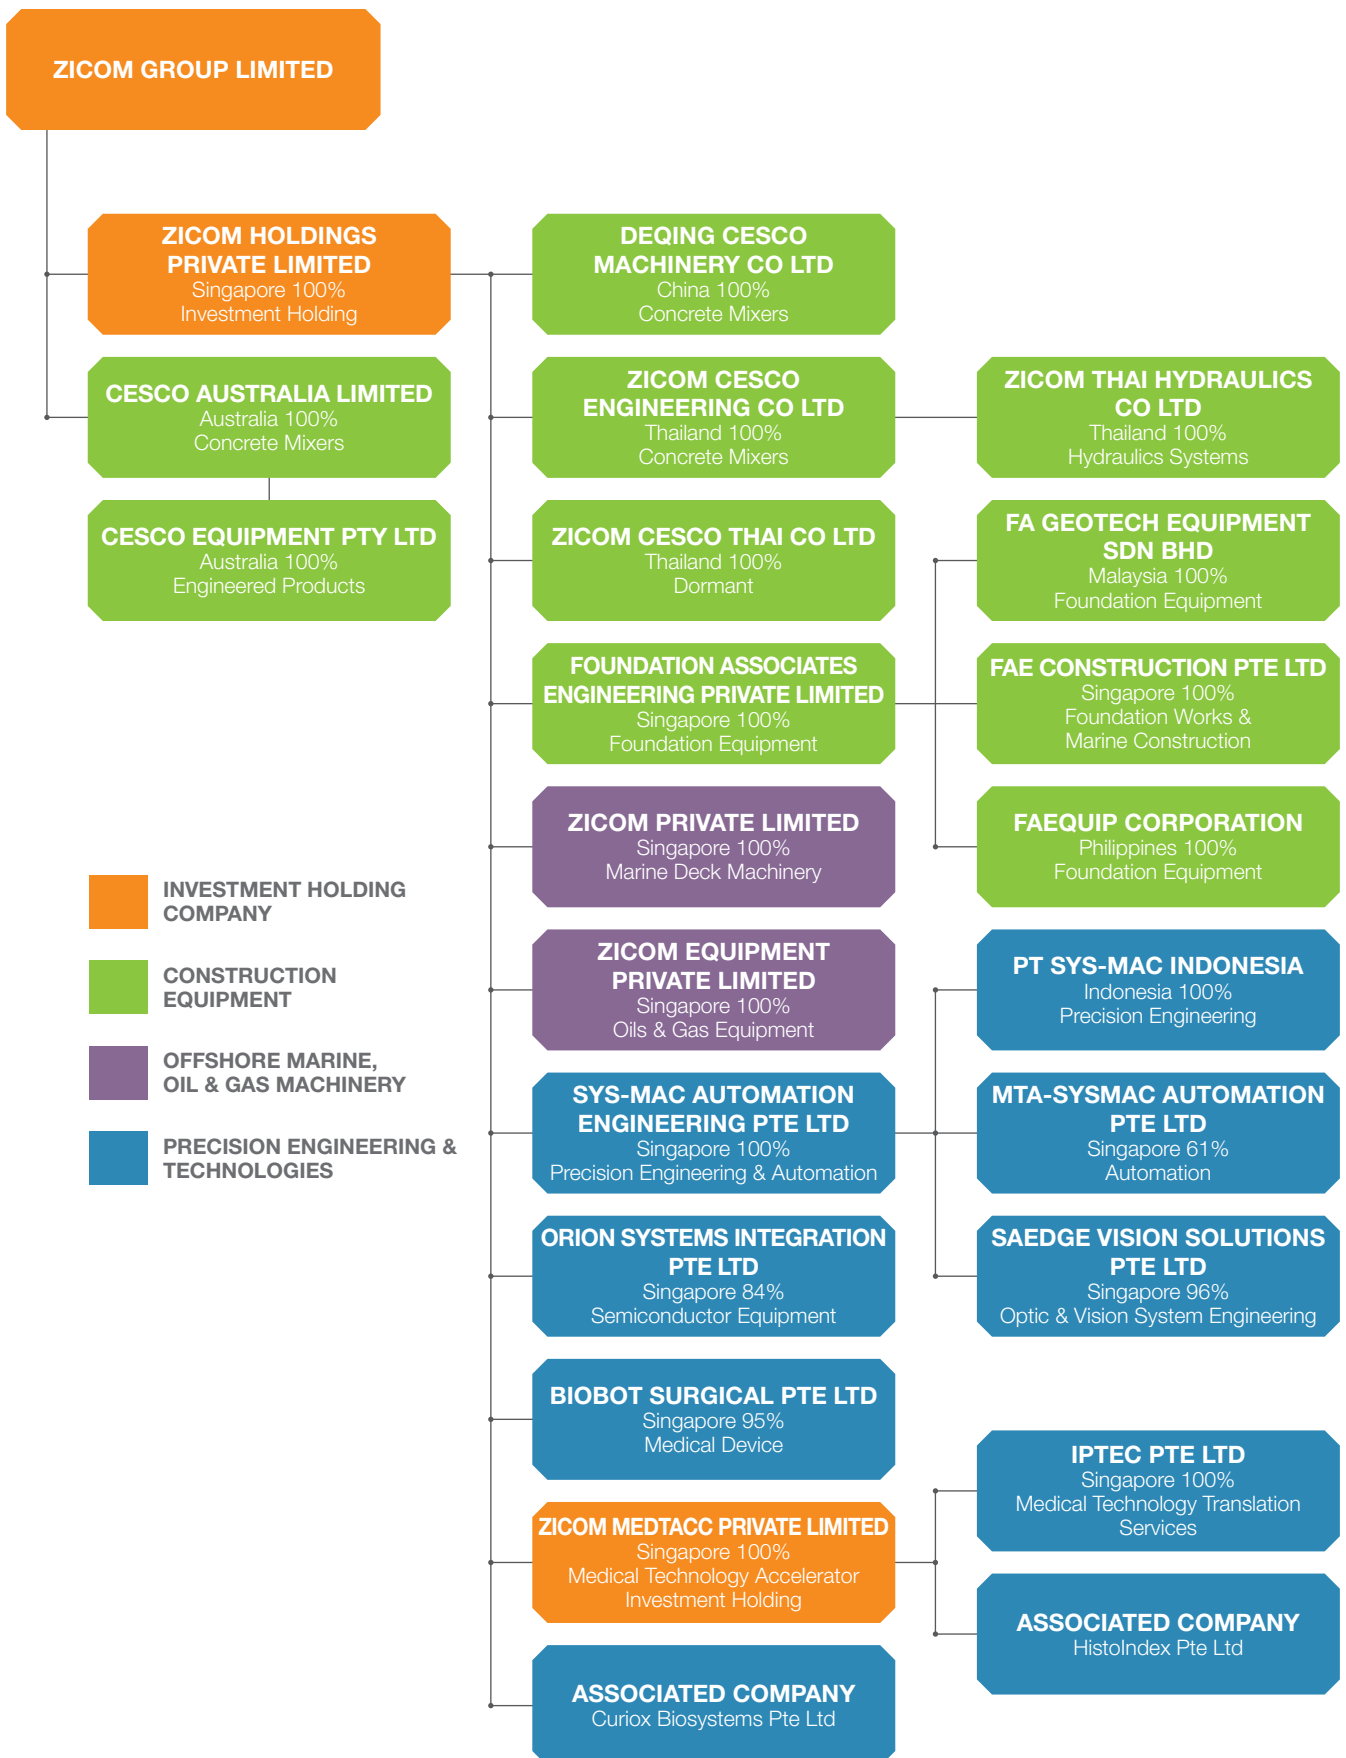 ZICOM GROUP LIMITED
ZICOM HOLDINGS
PRIVATE LIMITED
Singapore 100%
Investment Holding
CESCO AUSTRALIA LIMITED
Australia 100%
Concrete Mixers
CESCO EQUIPMENT PTY LTD
Australia 100%
Engineered Products
DEQING CESCO
MACHINERY CO LTD
China 100%
Concrete Mixers
ZICOM CESCO
ENGINEERING CO LTD
Thailand 100%
Concrete Mixers
ZICOM THAI HYDRAULICS
CO LTD
Thailand 100%
Hydraulics Systems
ZICOM CESCO THAI CO LTD
Thailand 100%
Dormant
FOUNDATION ASSOCIATES
ENGINEERING PRIVATE LIMITED
Singapore 100%
Foundation Equipment
FA GEOTECH EQUIPMENT
SDN BHD
Malaysia 100%
Foundation Equipment
FAE CONSTRUCTION PTE LTD
Singapore 100%
Foundation Works &
Marine Construction
FAEQUIP CORPORATION
Philippines 100%
Foundation Equipment
ZICOM PRIVATE LIMITED
Singapore 100%
Marine Deck Machinery
ZICOM EQUIPMENT
PRIVATE LIMITED
Singapore 100%
Oils & Gas Equipment
SYS-MAC AUTOMATION
ENGINEERING PTE LTD
Singapore 100%
Precision Engineering & Automation
PT SYS-MAC INDONESIA
Indonesia 100%
Precision Engineering
MTA-SYSMAC AUTOMATION
PTE LTD
Singapore 61%
Automation
SAEDGE VISION SOLUTIONS
PTE LTD
Singapore 96%
Optic & Vision System Engineering
ORION SYSTEMS INTEGRATION
PTE LTD
Singapore 84%
Semiconductor Equipment
BIOBOT SURGICAL PTE LTD
Singapore 95%
Medical Device
ZICOM MEDTACC PRIVATE LIMITED
Singapore 100%
Medical Technology Accelerator
Investment Holding
IPTEC PTE LTD
Singapore 100%
Medical Technology Translation
Services
ASSOCIATED COMPANY
HistoIndex Pte Ltd
ASSOCIATED COMPANY
Curiox Biosystems Pte Ltd
INVESTMENT HOLDING
COMPANY
CONSTRUCTION
EQUIPMENT
OFFSHORE MARINE,
OIL & GAS MACHINERY
PRECISION ENGINEERING &
TECHNOLOGIES